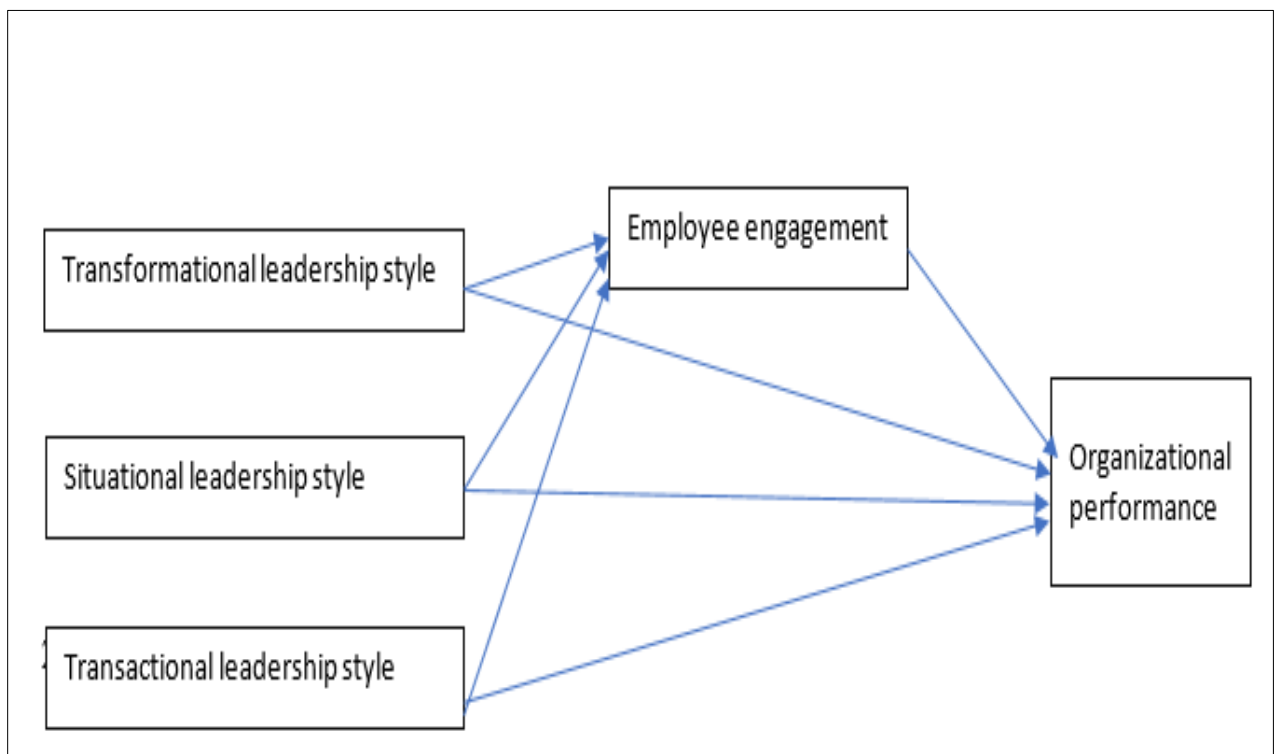 Employee engagement
Transformational leadership style
Organizational
performance
Situational leadership style
Transactional leadership style